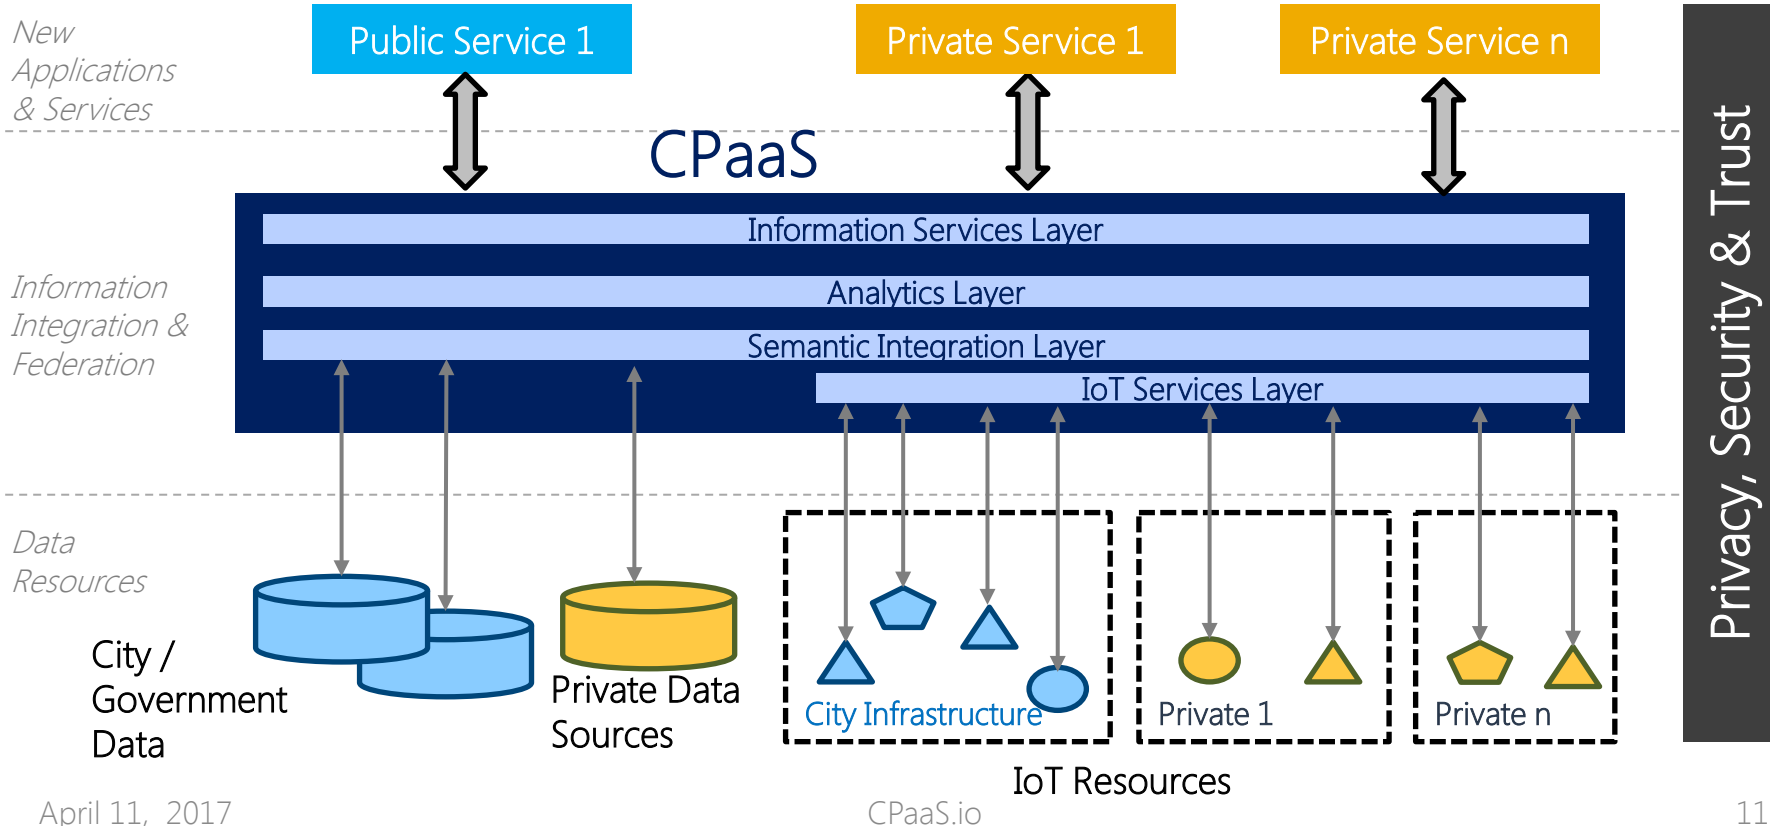 New
Applications
& Services
Public Service 1
Private Service 1
Private Service n
CPaaS
Information Services Layer
Analytics Layer
Semantic Integration Layer
IoT Services Layer
Information
Integration &
Federation
Data
Resources
City /
Government
Data
Private Data
Sources
City Infrastructure
Private 1
Private n
IoT Resources
Privacy, Security & Trust
April 11, 2017
CPaaS.io
11